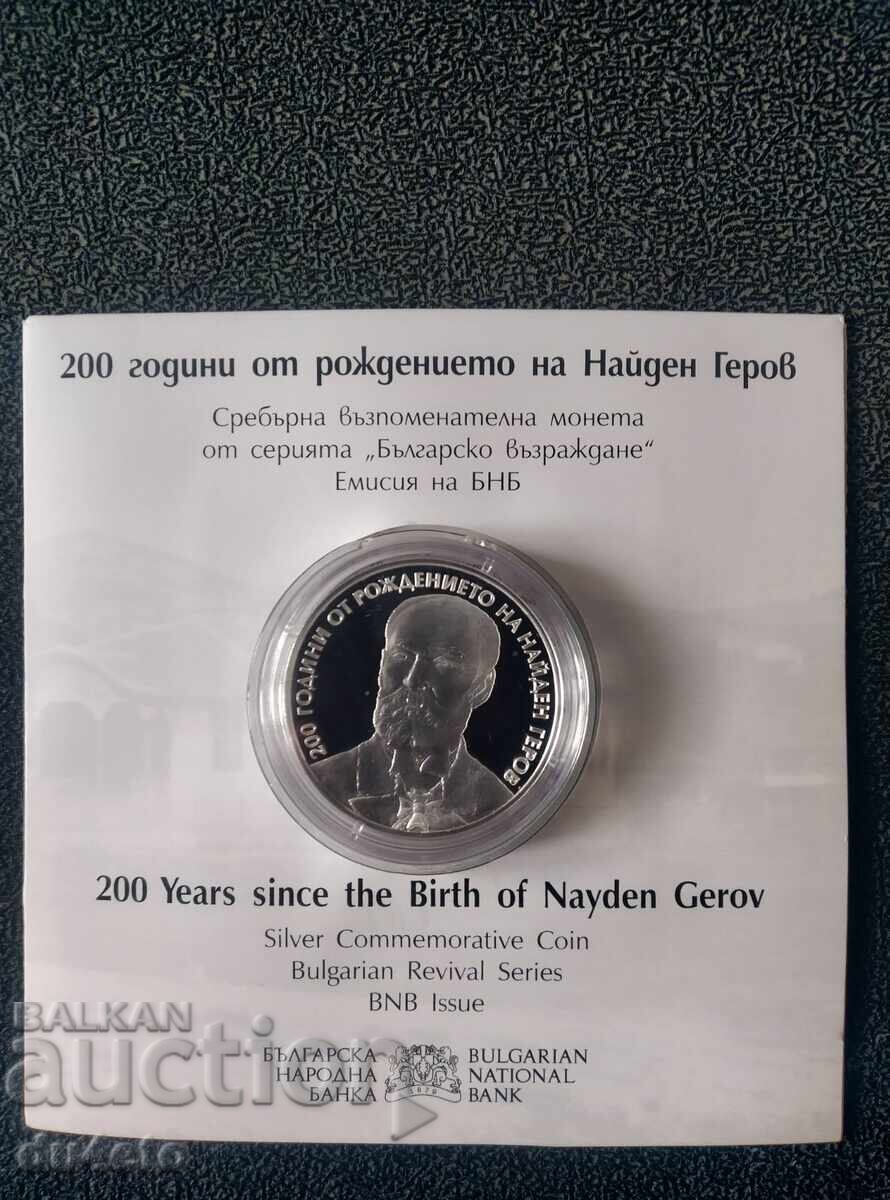 200 години от рождението на Найден Геров
Сребърна възпоменателна монета
от серията „Българско възраждане“
Емисия на БНБ
200 ГОДИНИ ОТ РОЖДЕНИЕТО НА НАЙДЕН ГЕРОВ
200 Years since the Birth of Nayden Gerov
Silver Commemorative Coin
Bulgarian Revival Series
BNB Issue
БЪЛГАРСКА
НАРОДНА
БАНКА
1879
BULGARIAN
NATIONAL
BANK
BALKAN
auction